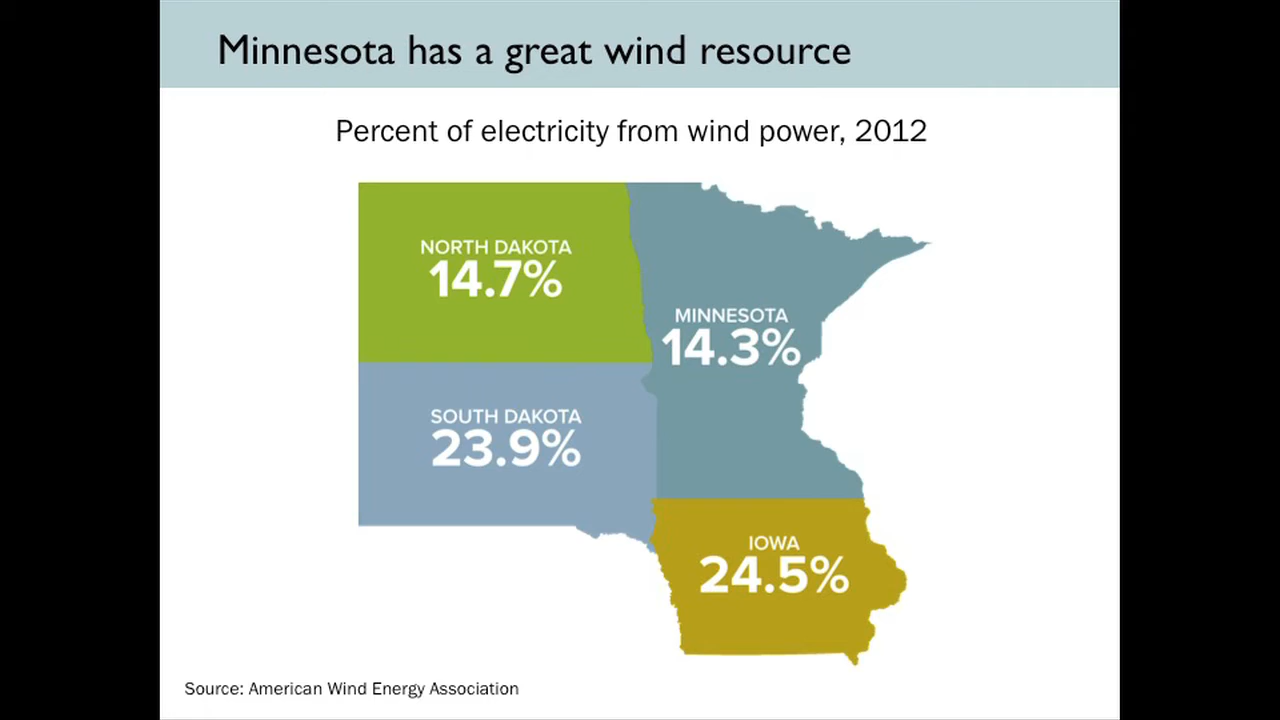 Minnesota has a great wind resource
Percent of electricity from wind power, 2012
NORTH DAKOTA
14.7%
MINNESOTA
14.3%
SOUTH DAKOTA
23.9%
IOWA
24.5%
Source: American Wind Energy Association